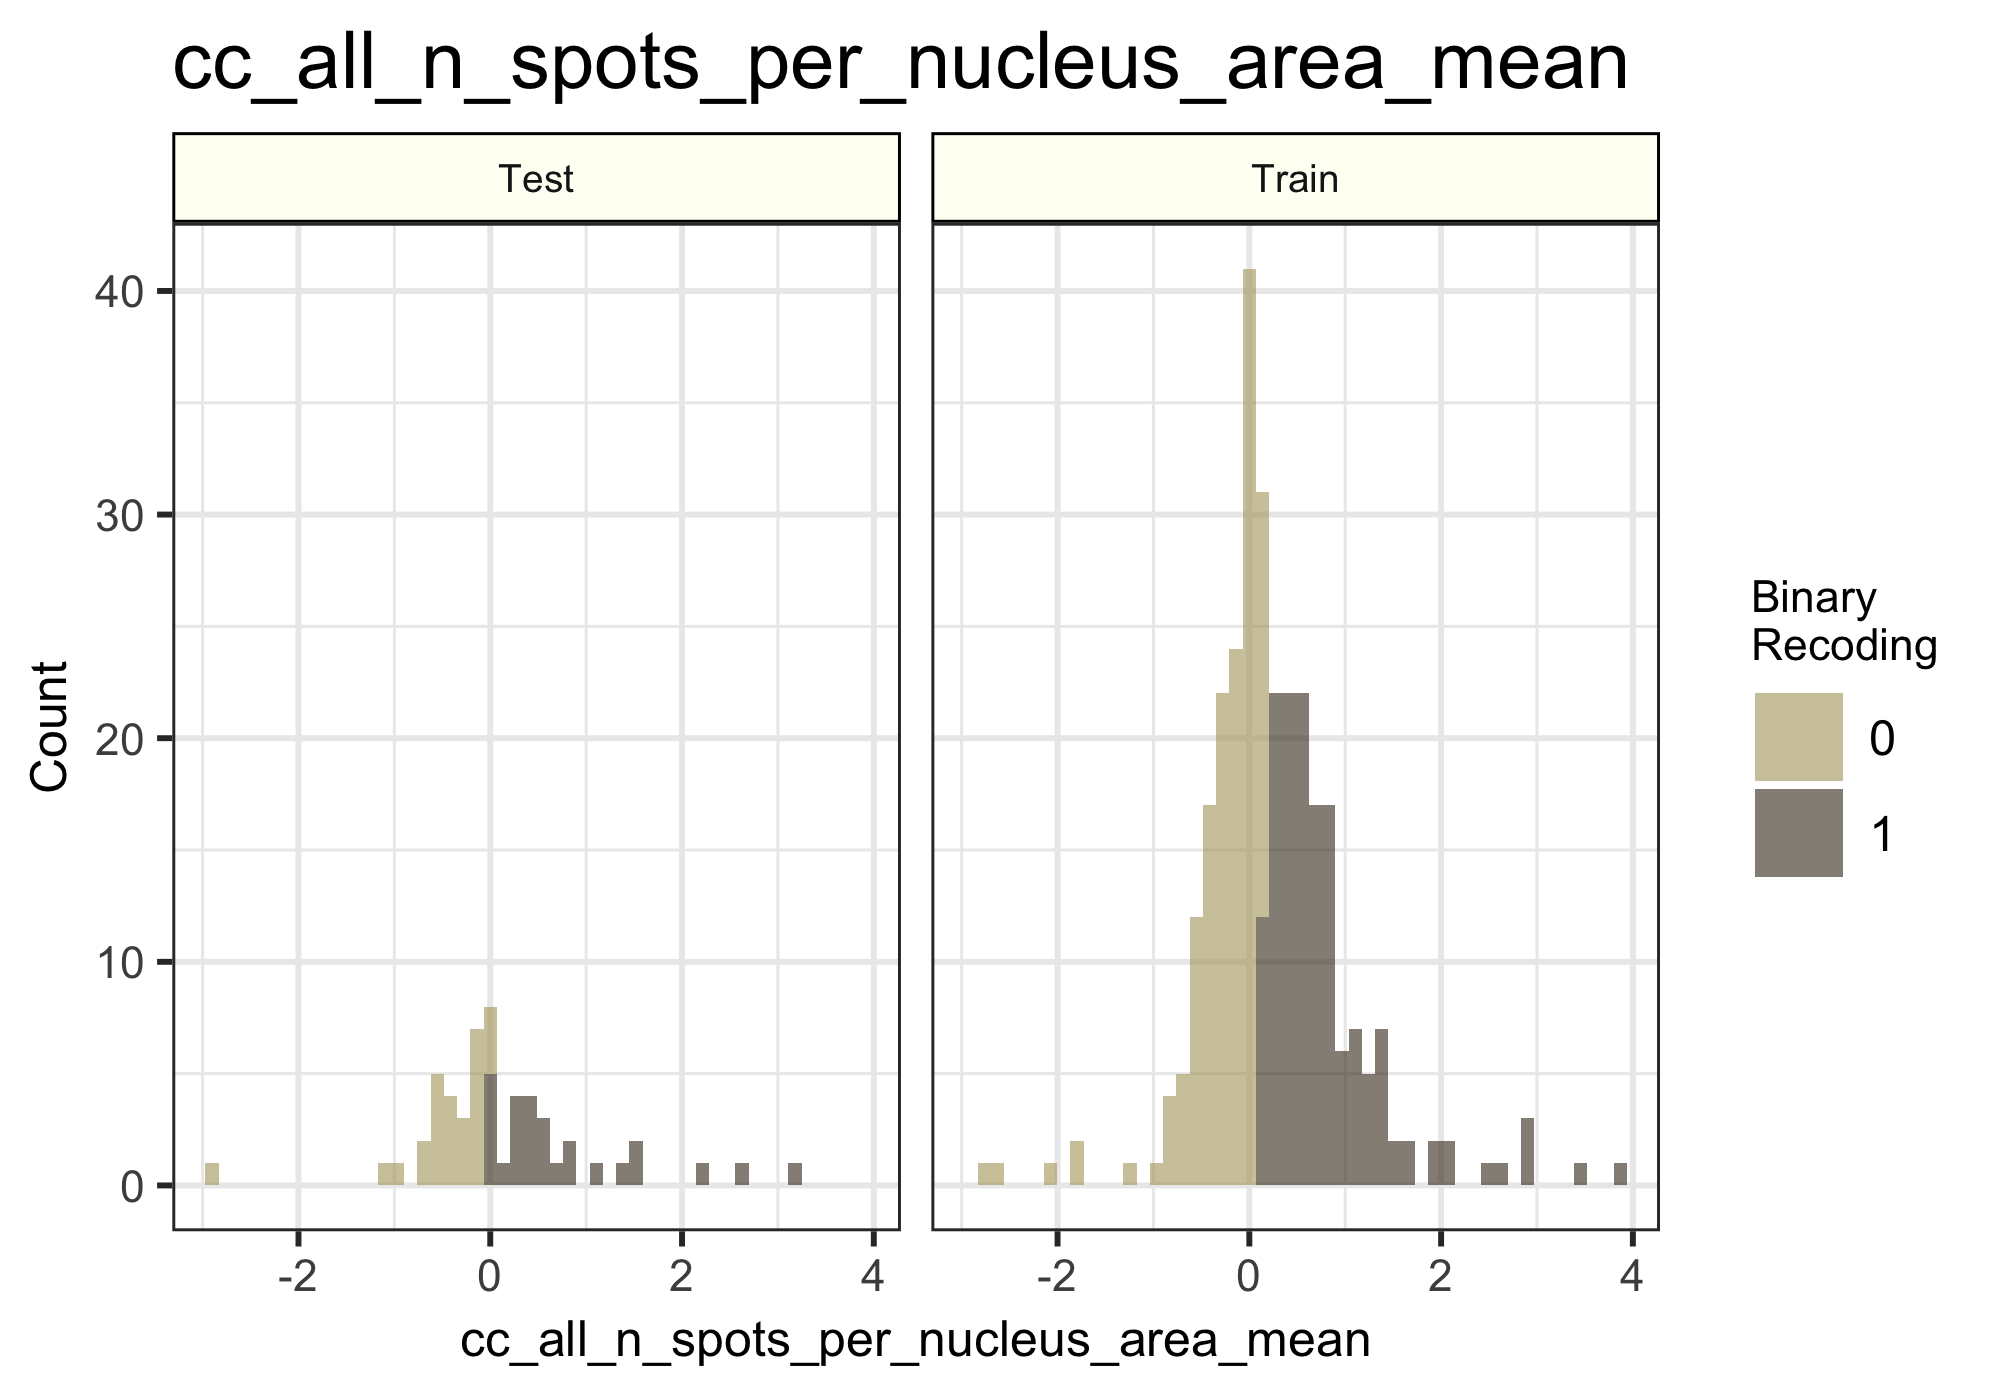 cc_all_n_spots_per_nucleus_area_mean
Test
Train
40
30
20
10
0
Count
-2
0
2
4
-2
0
2
4
cc_all_n_spots_per_nucleus_area_mean
Binary
Recoding
0
1